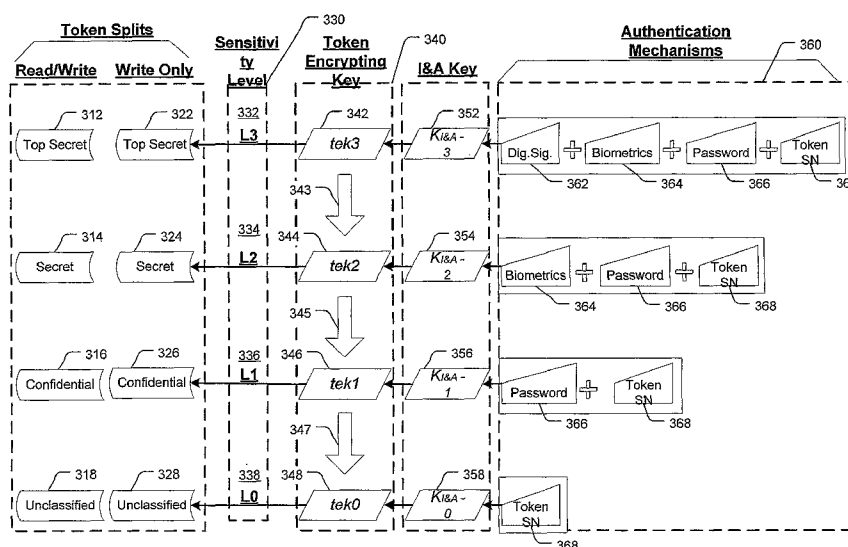 330
Token Splits
Authentication
Mechanisms
Sensitivi
ty
Level
Token
Encrypting
Key
340
360
Read/Write
Write Only
I&A Key
312
322
332
342
352
Top Secret
Top Secret
L3
tek3
KI&A -
3
Dig.Sig.
Biometrics
Password
Token
SN
362
364
366
343
314
324
334
344
354
Secret
Secret
L2
tek2
KI&A -
2
Biometrics
Password
Token
SN
364
366
368
345
316
326
336
346
356
Confidential
Confidential
L1
tek1
KI&A -
1
Password
Token
SN
366
368
347
318
328
338
348
358
Unclassified
Unclassified
L0
tek0
KI&A -
0
Token
SN
368